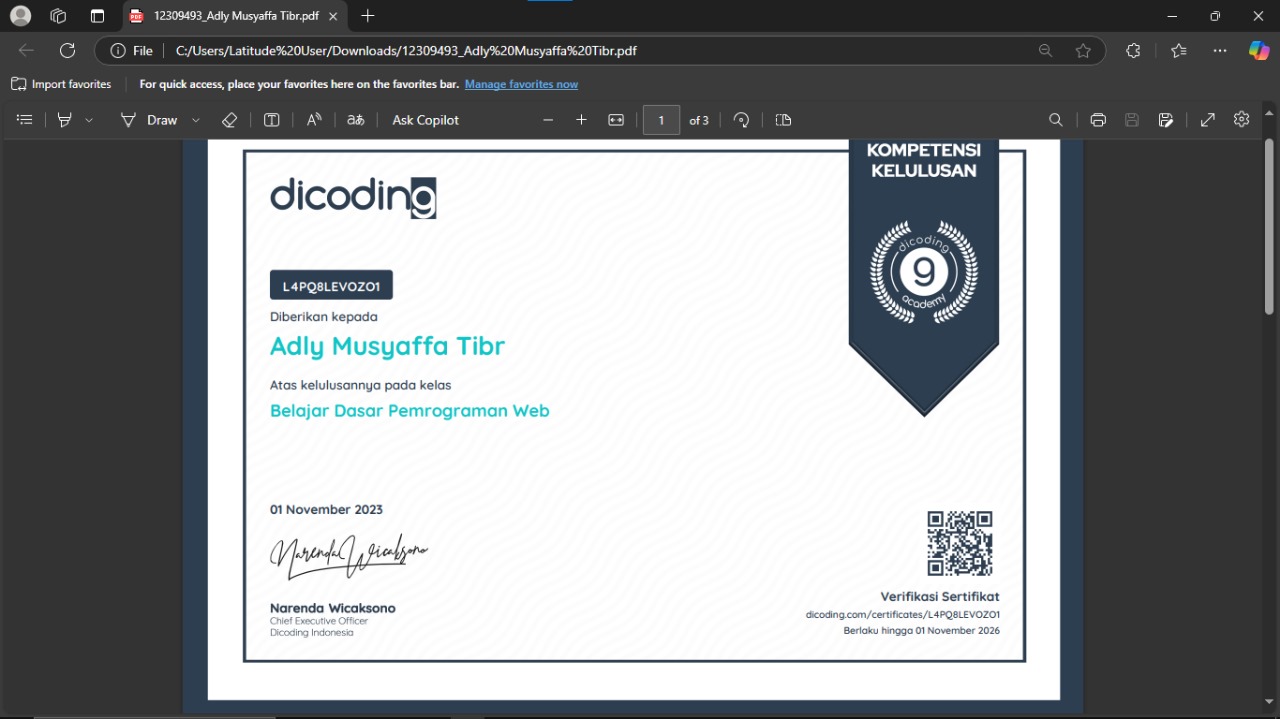 12309493_Adly Musyaffa Tibr.pdf
File
C:/Users/Latitude%20User/Downloads/12309493_Adly%20Musyaffa%20Tibr.pdf
Import favorites
For quick access, place your favorites here on the favorites bar. Manage favorites now
Draw
Ask Copilot
1 of 3
KOMPETENSI
KELULUSAN
dicoding
dicoding
9
academy
L4PQ8LEVOZO1
Diberikan kepada
Adly Musyaffa Tibr
Atas kelulusannya pada kelas
Belajar Dasar Pemrograman Web
01 November 2023
Narenda Wicaksono
Narenda Wicaksono
Chief Executive Officer
Dicoding Indonesia
Verifikasi Sertifikat
dicoding.com/certificates/L4PQ8LEVOZO1
Berlaku hingga 01 November 2026